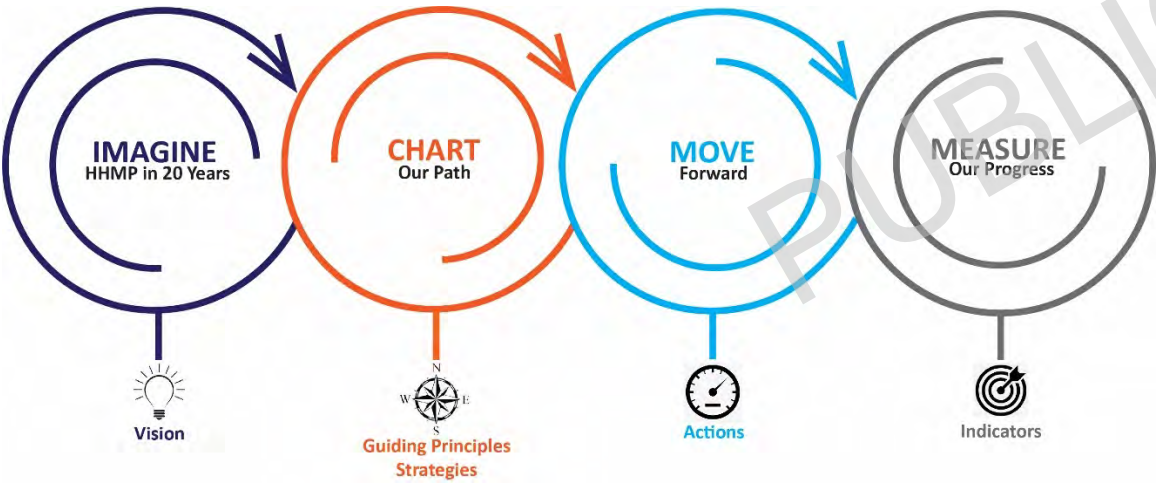 IMAGINE
HHMP in 20 Years
CHART
Our Path
MOVE
Forward
MEASURE
Our Progress
N
W E
S
Vision
Guiding Principles
Strategies
Actions
Indicators